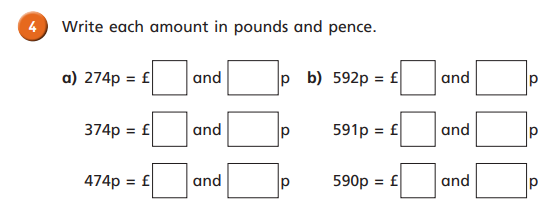 4 Write each amount in pounds and pence.
a) 274p = £ and p b) 592p = £ and p
374p = £ and p 591p = £ and p
474p = £ and p 590p = £ and p